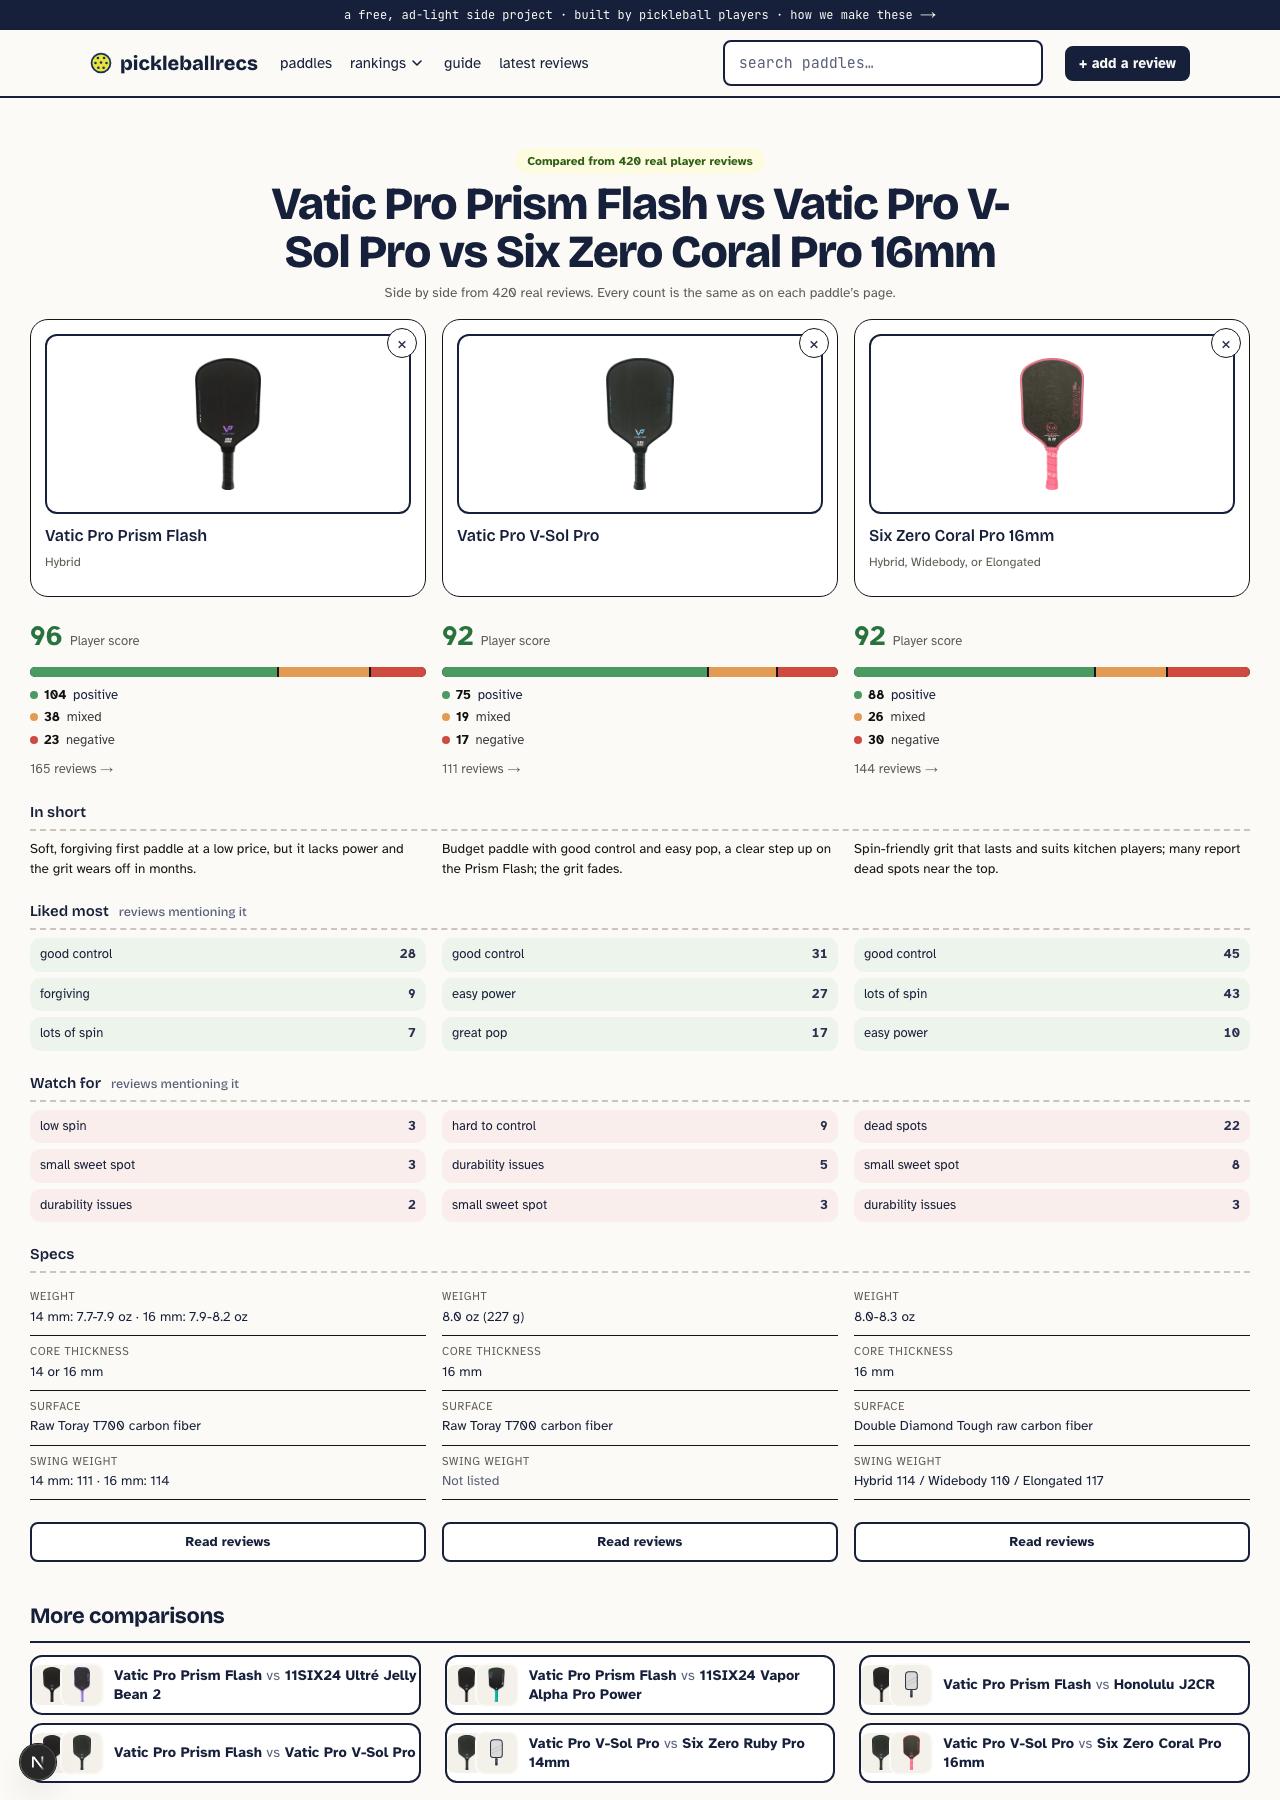 a free, ad-light side project · built by pickleball players · how we make these →
pickleballrecs
paddles
rankings
guide
latest reviews
search paddles…
+ add a review
Compared from 420 real player reviews
Vatic Pro Prism Flash vs Vatic Pro V-
Sol Pro vs Six Zero Coral Pro 16mm
Side by side from 420 real reviews. Every count is the same as on each paddle's page.
×
×
×
Vatic Pro Prism Flash
Hybrid
Vatic Pro V-Sol Pro
Six Zero Coral Pro 16mm
Hybrid, Widebody, or Elongated
96 Player score
104 positive
38 mixed
23 negative
165 reviews →
92 Player score
75 positive
19 mixed
17 negative
111 reviews →
92 Player score
88 positive
26 mixed
30 negative
144 reviews →
In short
Soft, forgiving first paddle at a low price, but it lacks power and
the grit wears off in months.
Budget paddle with good control and easy pop, a clear step up on
the Prism Flash; the grit fades.
Spin-friendly grit that lasts and suits kitchen players; many report
dead spots near the top.
Liked most reviews mentioning it
good control 28
forgiving 9
lots of spin 7
good control 31
easy power 27
great pop 17
good control 45
lots of spin 43
easy power 10
Watch for reviews mentioning it
low spin 3
small sweet spot 3
durability issues 2
hard to control 9
durability issues 5
small sweet spot 3
dead spots 22
small sweet spot 8
durability issues 3
Specs
WEIGHT
14 mm: 7.7-7.9 oz · 16 mm: 7.9-8.2 oz
CORE THICKNESS
14 or 16 mm
SURFACE
Raw Toray T700 carbon fiber
SWING WEIGHT
14 mm: 111 · 16 mm: 114
WEIGHT
8.0 oz (227 g)
CORE THICKNESS
16 mm
SURFACE
Raw Toray T700 carbon fiber
SWING WEIGHT
Not listed
WEIGHT
8.0-8.3 oz
CORE THICKNESS
16 mm
SURFACE
Double Diamond Tough raw carbon fiber
SWING WEIGHT
Hybrid 114 / Widebody 110 / Elongated 117
Read reviews
Read reviews
Read reviews
More comparisons
Vatic Pro Prism Flash vs 11SIX24 Ultré Jelly
Bean 2
Vatic Pro Prism Flash vs 11SIX24 Vapor
Alpha Pro Power
Vatic Pro Prism Flash vs Honolulu J2CR
Vatic Pro Prism Flash vs Vatic Pro V-Sol Pro
Vatic Pro V-Sol Pro vs Six Zero Ruby Pro
14mm
Vatic Pro V-Sol Pro vs Six Zero Coral Pro
16mm
N